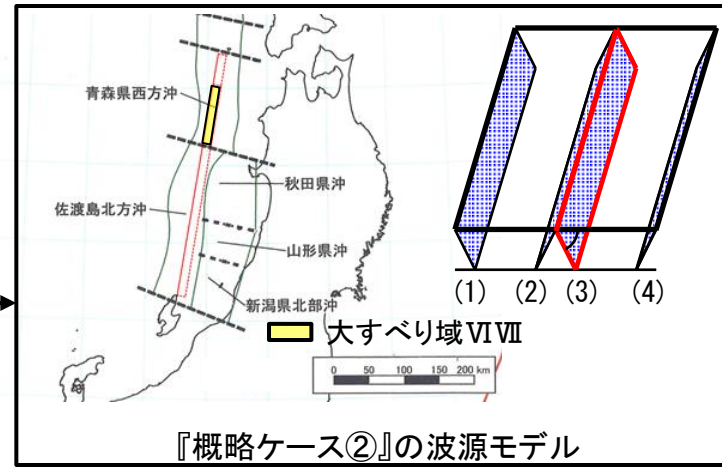 青森県西方沖
秋田県沖
佐渡島北方沖
山形県沖
新潟県北部沖
(1) (2) (3) (4)
大すべり域ⅥⅦ
0 50 100 150 200 km
『概略ケース②』の波源モデル